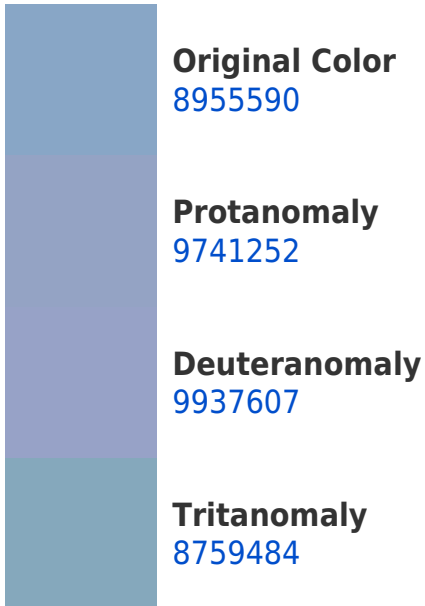 Original Color
8955590
Protanomaly
9741252
Deuteranomaly
9937607
Tritanomaly
8759484